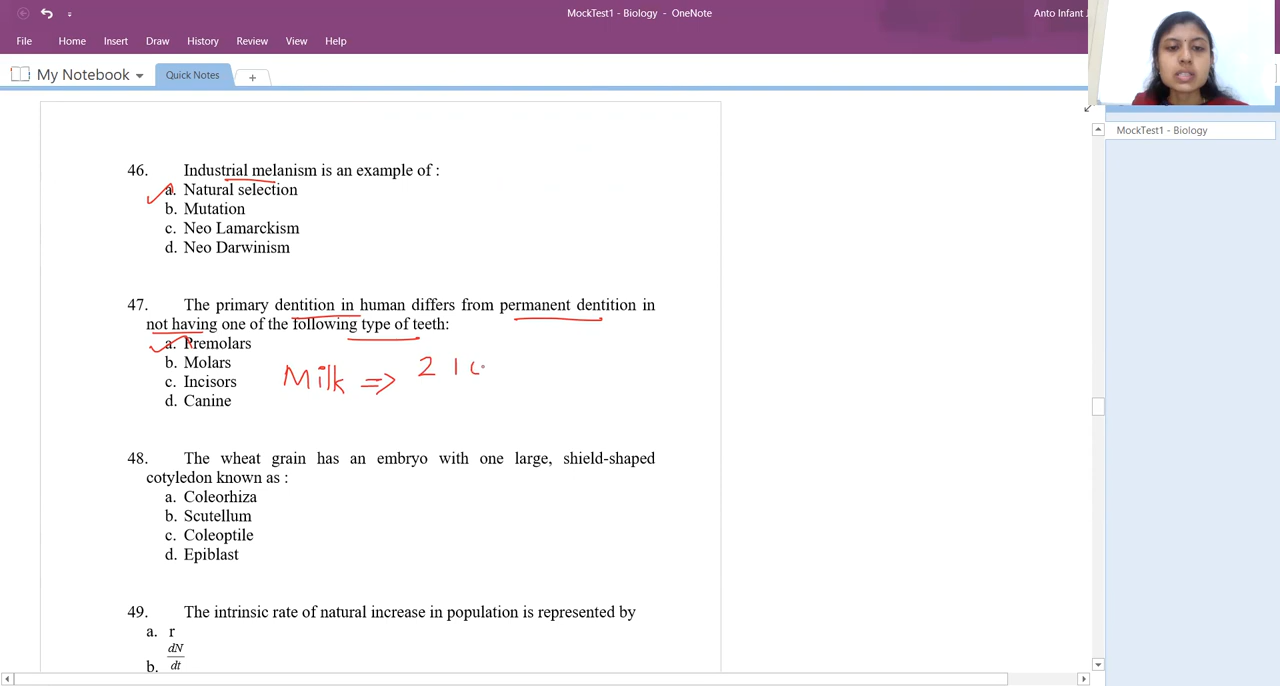 MockTest1 - Biology - OneNote
Anto Infant J
File Home Insert Draw History Review View Help
My Notebook
Quick Notes
+
MockTest1 - Biology
46. Industrial melanism is an example of :
a. Natural selection
b. Mutation
c. Neo Lamarckism
d. Neo Darwinism
47. The primary dentition in human differs from permanent dentition in
not having one of the following type of teeth:
a. Premolars
b. Molars
c. Incisors
d. Canine
Milk => 2 1
48. The wheat grain has an embryo with one large, shield-shaped
cotyledon known as :
a. Coleorhiza
b. Scutellum
c. Coleoptile
d. Epiblast
49. The intrinsic rate of natural increase in population is represented by
a. r
b. dN/dt